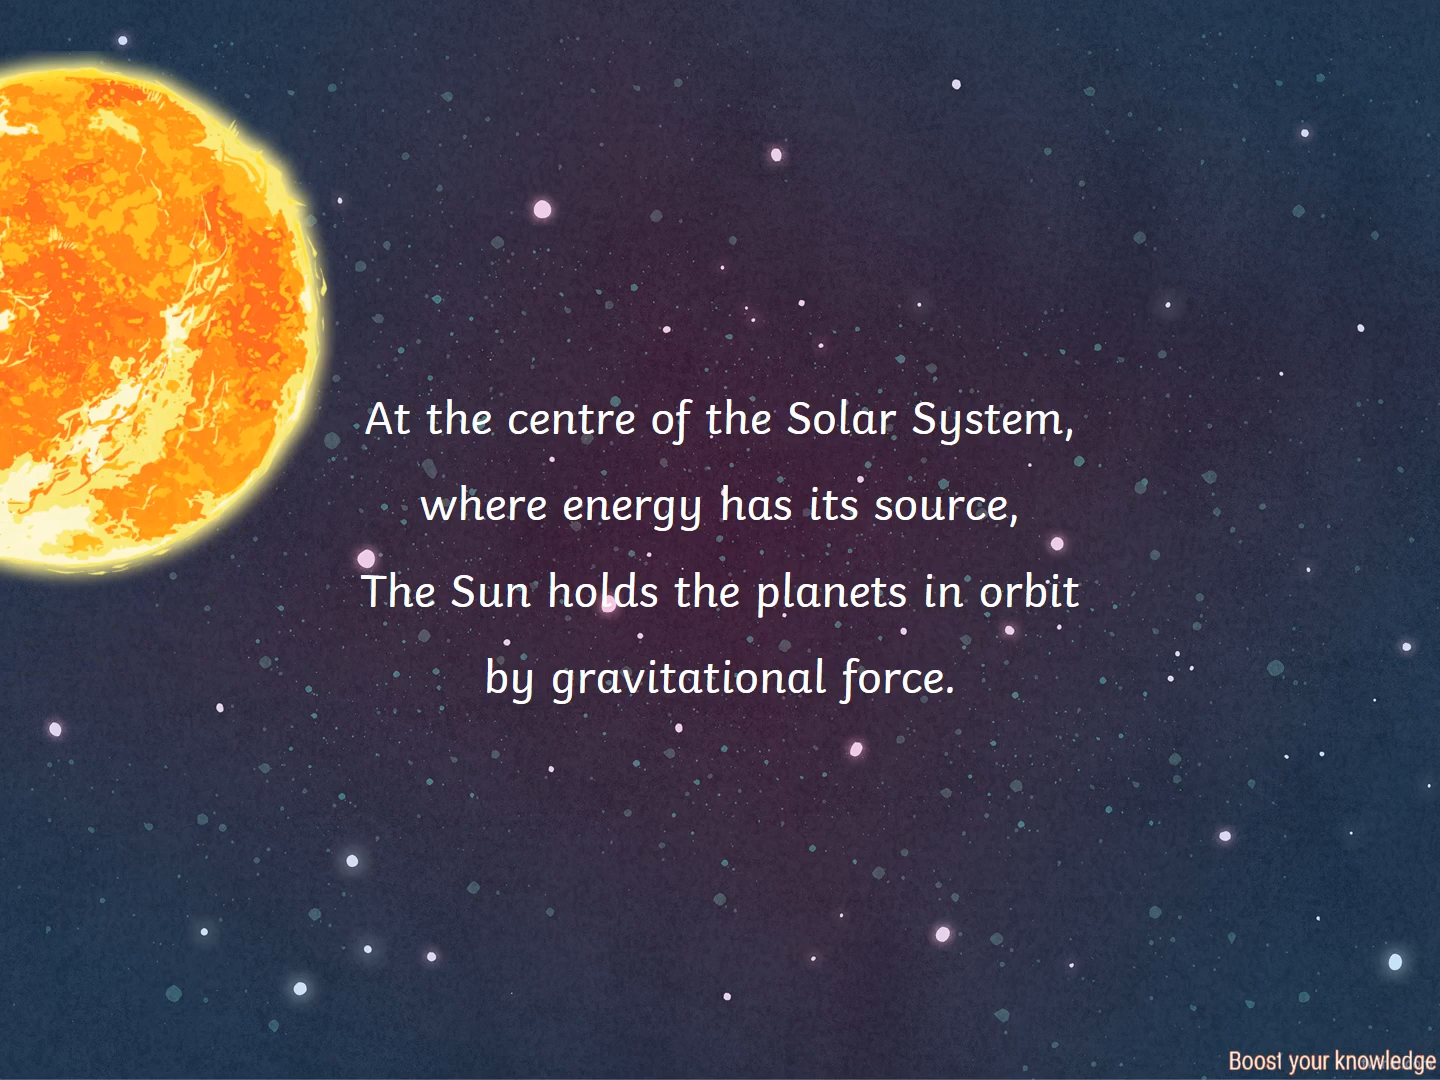 At the centre of the Solar System,
where energy has its source,
The Sun holds the planets in orbit
by gravitational force.
Boost your knowledge